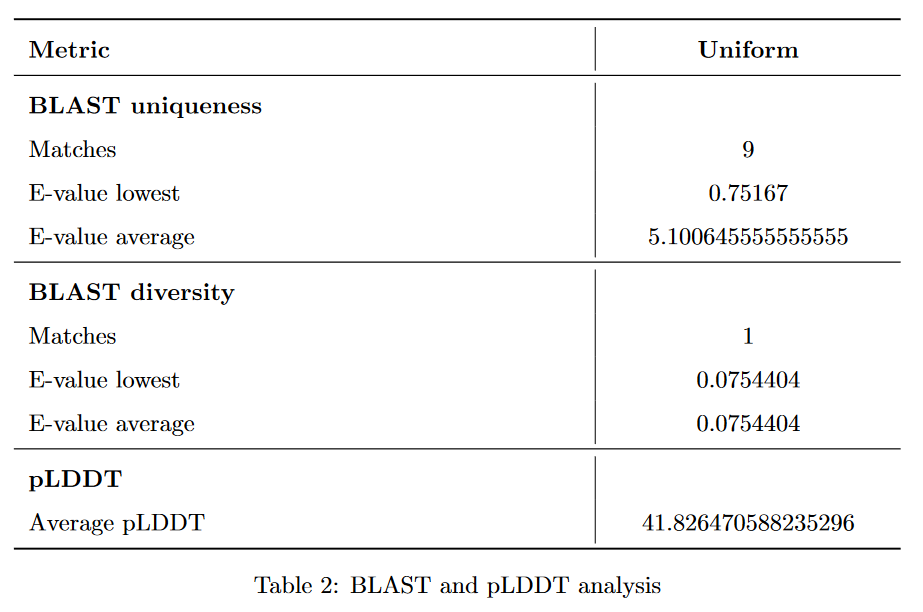 Metric Uniform
BLAST uniqueness
Matches 9
E-value lowest 0.75167
E-value average 5.100645555555555
BLAST diversity
Matches 1
E-value lowest 0.0754404
E-value average 0.0754404
pLDDT
Average pLDDT 41.826470588235296
Table 2: BLAST and pLDDT analysis